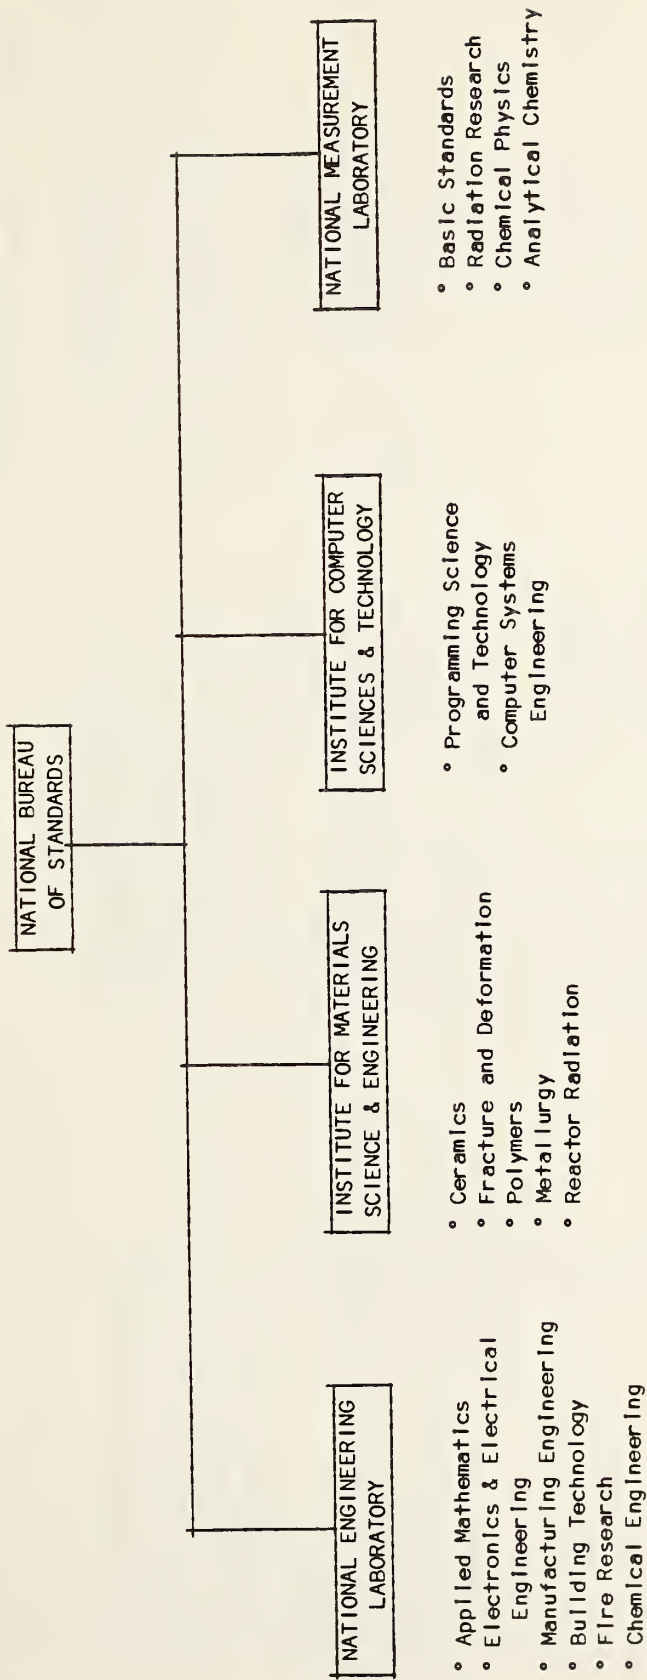 NATIONAL BUREAU
OF STANDARDS
NATIONAL ENGINEERING
LABORATORY
° Applied Mathematics
° Electronics & Electrical
Engineering
° Manufacturing Engineering
° Building Technology
° Fire Research
° Chemical Engineering
INSTITUTE FOR MATERIALS
SCIENCE & ENGINEERING
° Ceramics
° Fracture and Deformation
° Polymers
° Metallurgy
° Reactor Radiation
INSTITUTE FOR COMPUTER
SCIENCES & TECHNOLOGY
° Programming Science
and Technology
° Computer Systems
Engineering
NATIONAL MEASUREMENT
LABORATORY
° Basic Standards
° Radiation Research
° Chemical Physics
° Analytical Chemistry